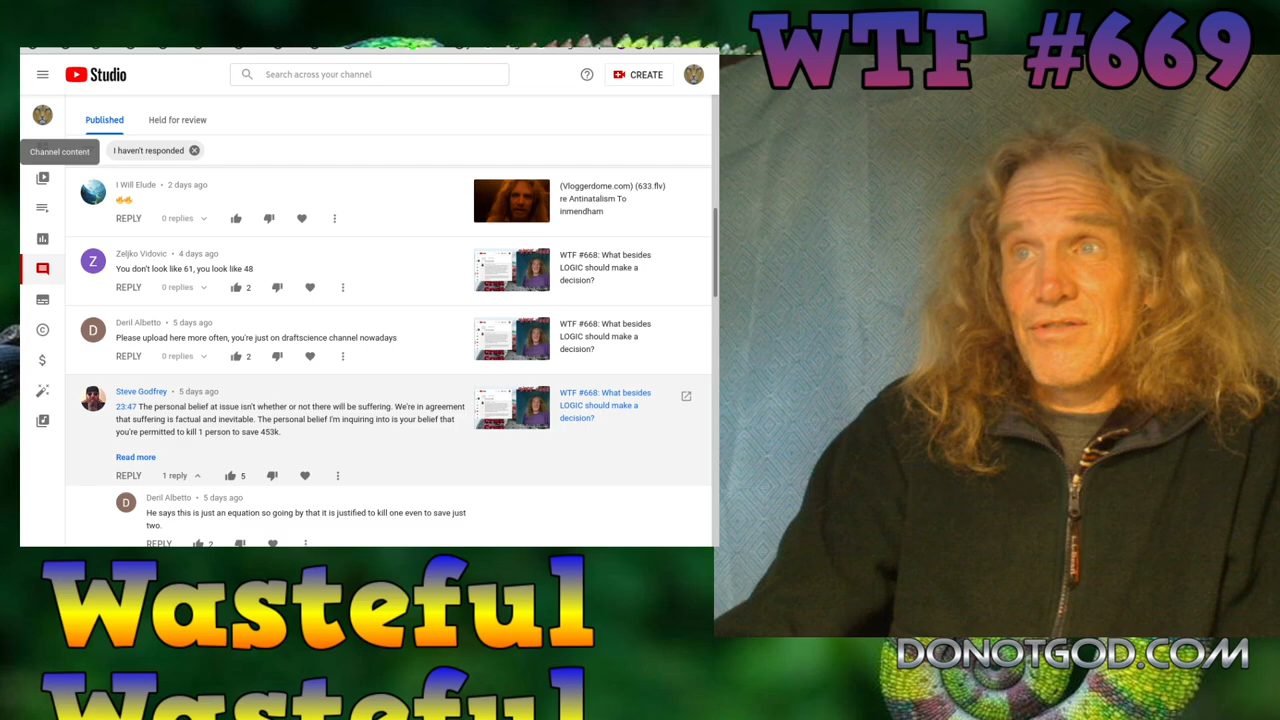 WTF #669
Studio
Search across your channel
CREATE
Published
Held for review
Channel content
I haven't responded
I Will Elude • 2 days ago
REPLY 0 replies
(Vloggerdome.com) (633.flv)
re Antinatalism To
inmendham
Z
Zeljko Vidovic • 4 days ago
You don't look like 61, you look like 48
REPLY 0 replies 2
WTF #668: What besides
LOGIC should make a
decision?
D
Deril Albetto • 5 days ago
Please upload here more often, you're just on draftscience channel nowadays
REPLY 0 replies 2
WTF #668: What besides
LOGIC should make a
decision?
Steve Godfrey • 5 days ago
23:47 The personal belief at issue isn't whether or not there will be suffering. We're in agreement
that suffering is factual and inevitable. The personal belief I'm inquiring into is your belief that
you're permitted to kill 1 person to save 453k.
Read more
REPLY 1 reply 5
WTF #668: What besides
LOGIC should make a
decision?
D
Deril Albetto • 5 days ago
He says this is just an equation so going by that it is justified to kill one even to save just
two.
REPLY 2
Wasteful
Wasteful
DONOTGOD.COM